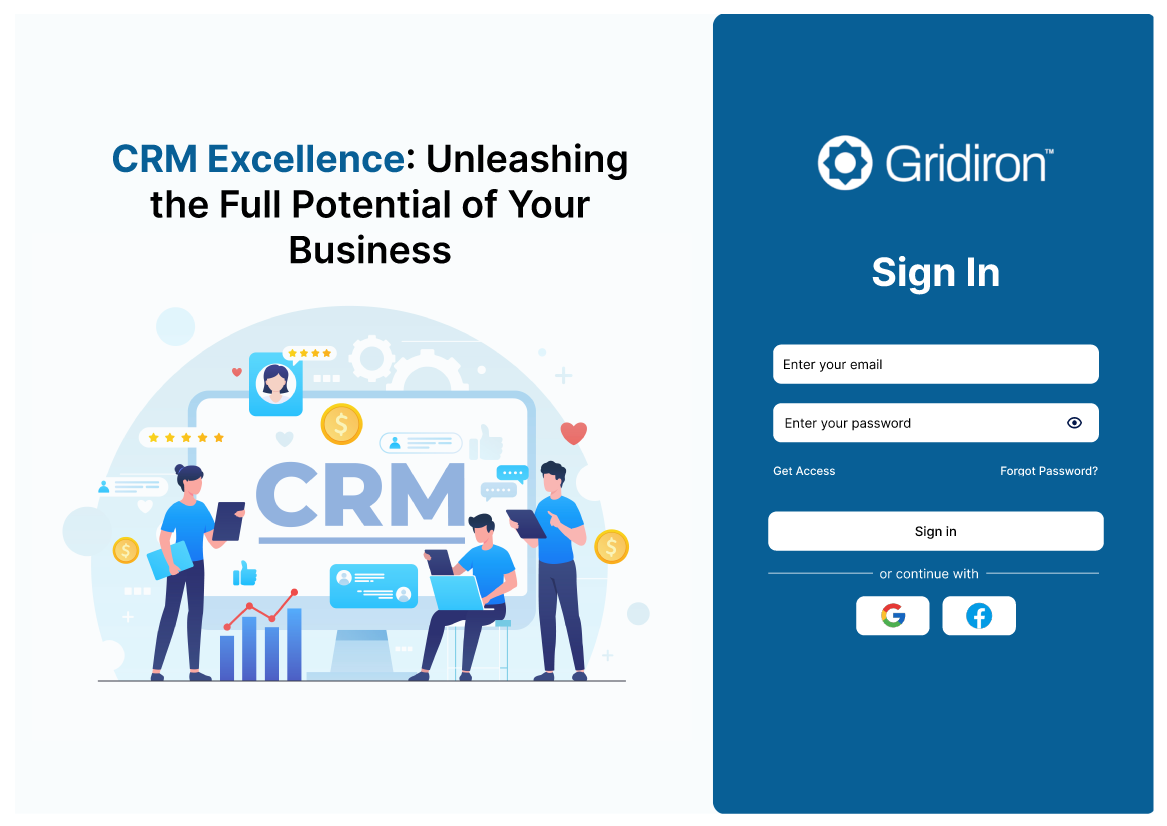 CRM Excellence: Unleashing
the Full Potential of Your
Business
CRM
Gridiron™
Sign In
Enter your email
Enter your password
Get Access
Forgot Password?
Sign in
or continue with